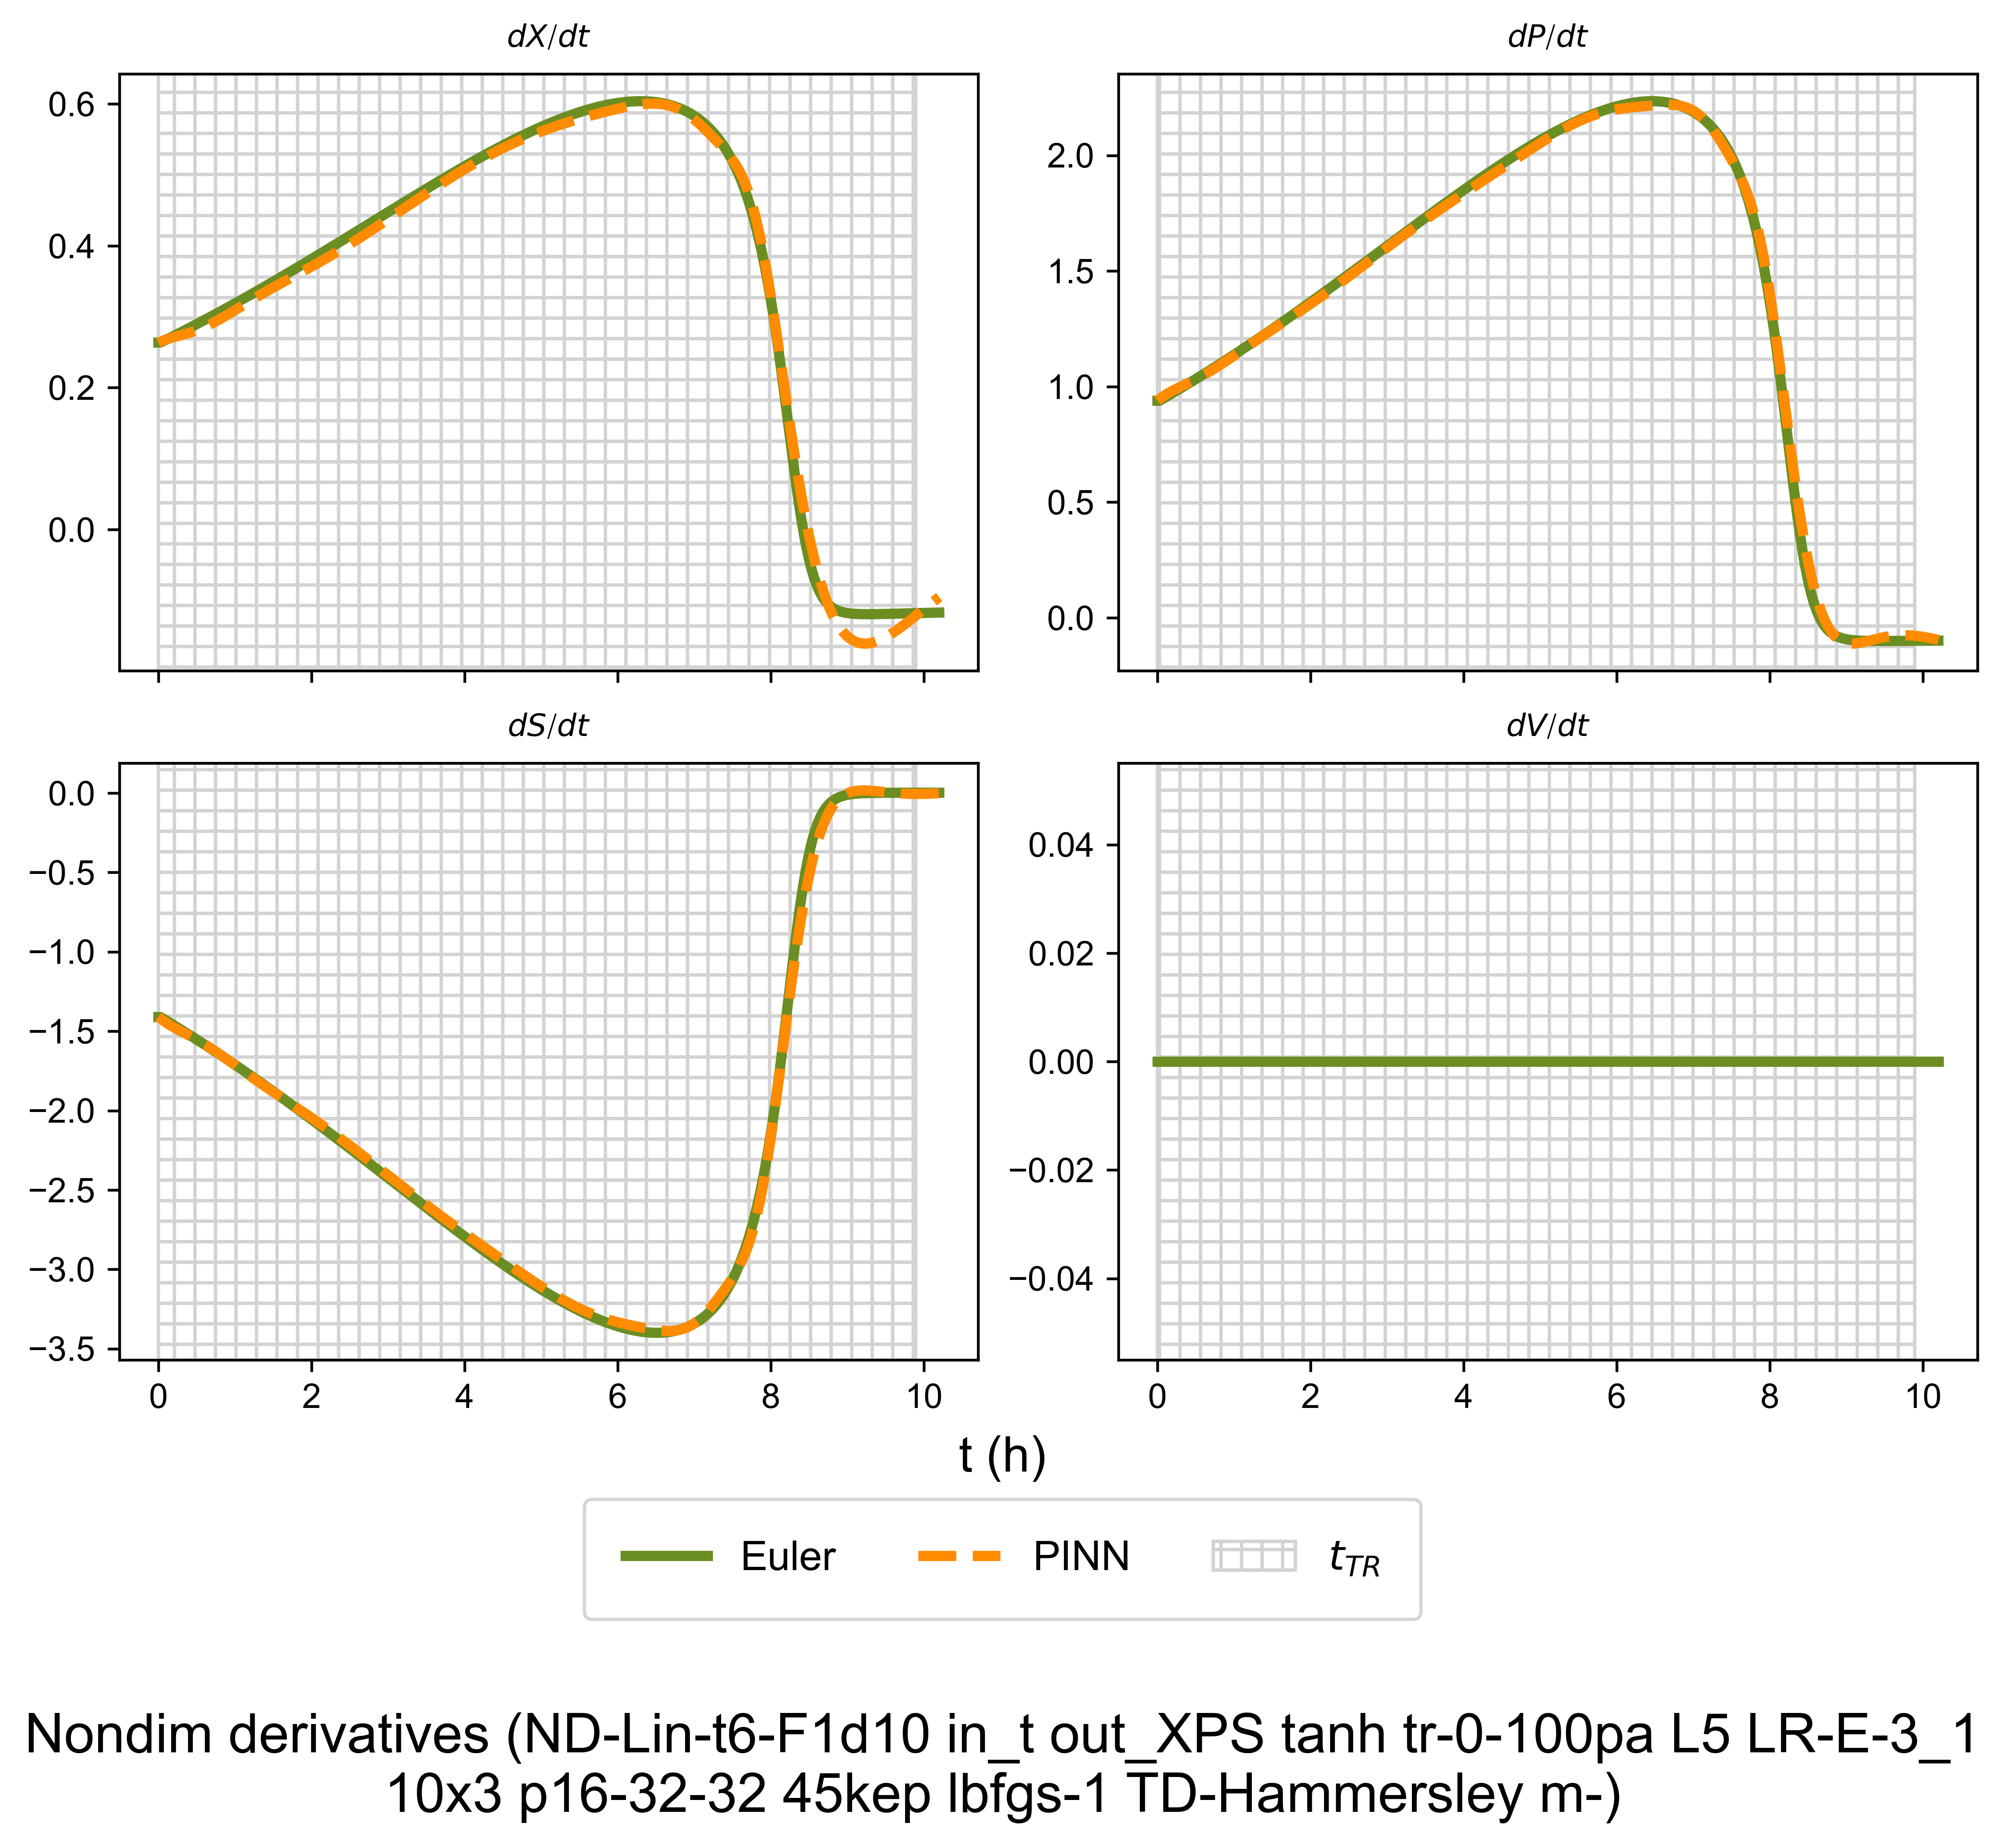 dX/dt
dP/dt
0.6
0.4
0.2
0.0
2.0
1.5
1.0
0.5
0.0
dS/dt
dV/dt
0.0
−0.5
−1.0
−1.5
−2.0
−2.5
−3.0
−3.5
0.04
0.02
0.00
−0.02
−0.04
0 2 4 6 8 10
0 2 4 6 8 10
t (h)
Euler PINN t_TR
Nondim derivatives (ND-Lin-t6-F1d10 in_t out_XPS tanh tr-0-100pa L5 LR-E-3_1
10x3 p16-32-32 45kep lbfgs-1 TD-Hammersley m-)